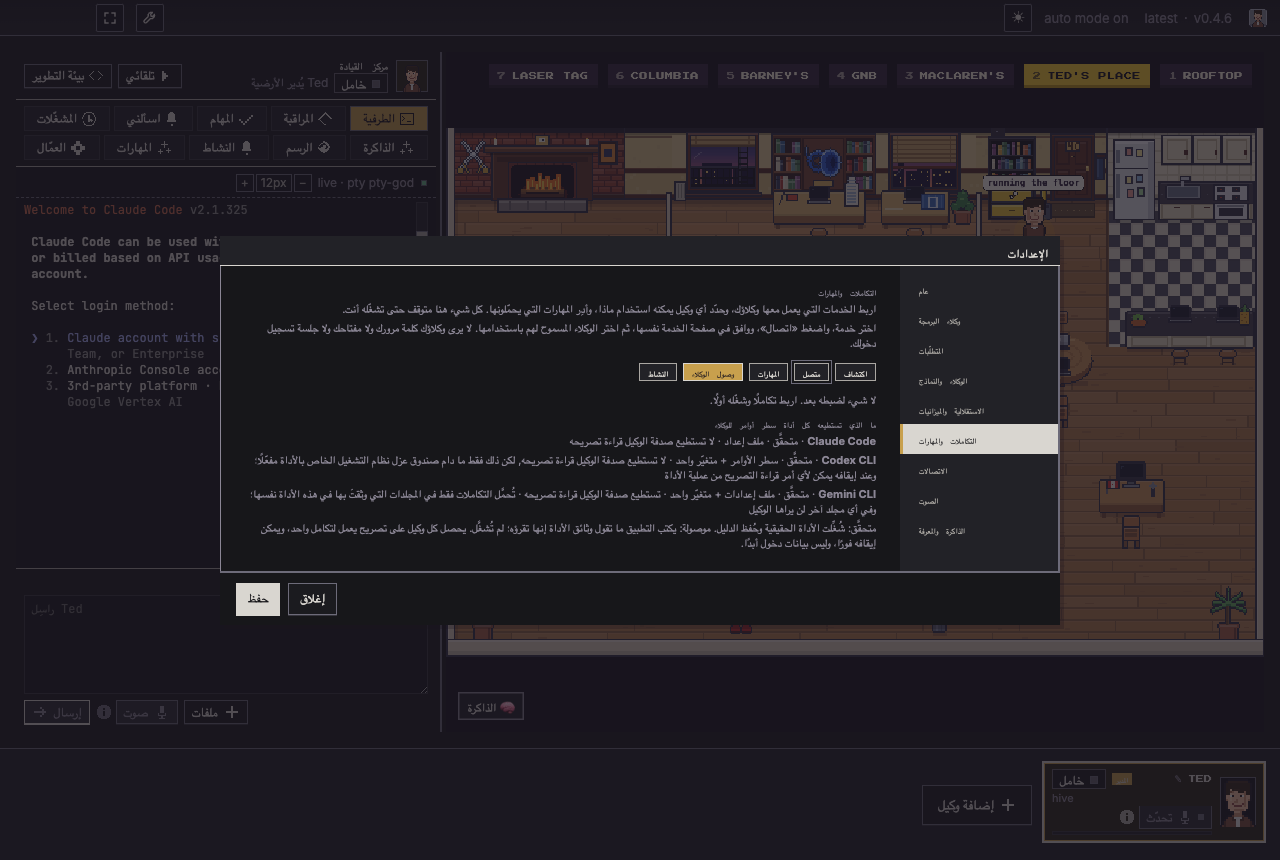 auto mode on
latest · v0.4.6
مركز القيادة
خامل
Ted يُدير الأرضية
تلقائي
بيئة التطوير
الطرفية
المراقبة
المهام
اسألني
المشغّلات
الذاكرة
الرسم
النشاط
المهارات
العمّال
+ 12px − live · pty pty-god
7 LASER TAG
6 COLUMBIA
5 BARNEY'S
4 GNB
3 MACLAREN'S
2 TED'S PLACE
1 ROOFTOP
running the floor
Welcome to Claude Code v2.1.325
Claude Code can be used wi
or billed based on API usa
account.
Select login method:
❯ 1. Claude account with s
Team, or Enterprise
2. Anthropic Console acc
3. 3rd-party platform ·
Google Vertex AI
الإعدادات
عام
وكلاء البرمجة
المتطلّبات
الوكلاء والنماذج
الاستقلالية والميزانيات
التكاملات والمهارات
الاتصالات
الصوت
الذاكرة والمعرفة
التكاملات والمهارات
اربط الخدمات التي يعمل معها وكلاؤك، وحدّد أي وكيل يمكنه استخدام ماذا، وأدِر المهارات التي يحمّلونها. كل شيء هنا متوقف حتى تشغّله أنت.
اختر خدمة، واضغط «اتصال»، ووافق في صفحة الخدمة نفسها، ثم اختر الوكلاء المسموح لهم باستخدامها. لا يرى وكلاؤك كلمة مرورك ولا مفتاحك ولا جلسة تسجيل
دخولك.
اكتشاف
متصل
المهارات
وصول الوكلاء
النشاط
لا شيء لضبطه بعد. اربط تكاملًا وشغّله أولًا.
ما الذي تستطيعه كل أداة سطر أوامر للوكلاء
Claude Code · متحقَّق · ملف إعداد · لا تستطيع صدفة الوكيل قراءة تصريحه
Codex CLI · متحقَّق · سطر الأوامر + متغيّر واحد · لا تستطيع صدفة الوكيل قراءة تصريحه، لكن ذلك فقط ما دام صندوق عزل نظام التشغيل الخاص بالأداة مفعّلًا؛
وعند إيقافه يمكن لأي أمر قراءة التصريح من عملية الأداة
Gemini CLI · متحقَّق · ملف إعدادات + متغيّر واحد · تستطيع صدفة الوكيل قراءة تصريحه · تُحمَّل التكاملات فقط في المجلدات التي وثقتَ بها في هذه الأداة نفسها؛
وفي أي مجلد آخر لن يراها الوكيل
متحقَّق: شُغِّلت الأداة الحقيقية وحُفظ الدليل. موصولة: يكتب التطبيق ما تقول وثائق الأداة إنها تقرؤه؛ لم تُشغَّل. يحصل كل وكيل على تصريح يعمل لتكامل واحد، ويمكن
إيقافه فورًا، وليس بيانات دخول أبدًا.
إغلاق
حفظ
راسِل Ted
ملفات
صوت
إرسال
الذاكرة
إضافة وكيل
TED
خامل
hive
تحدّث